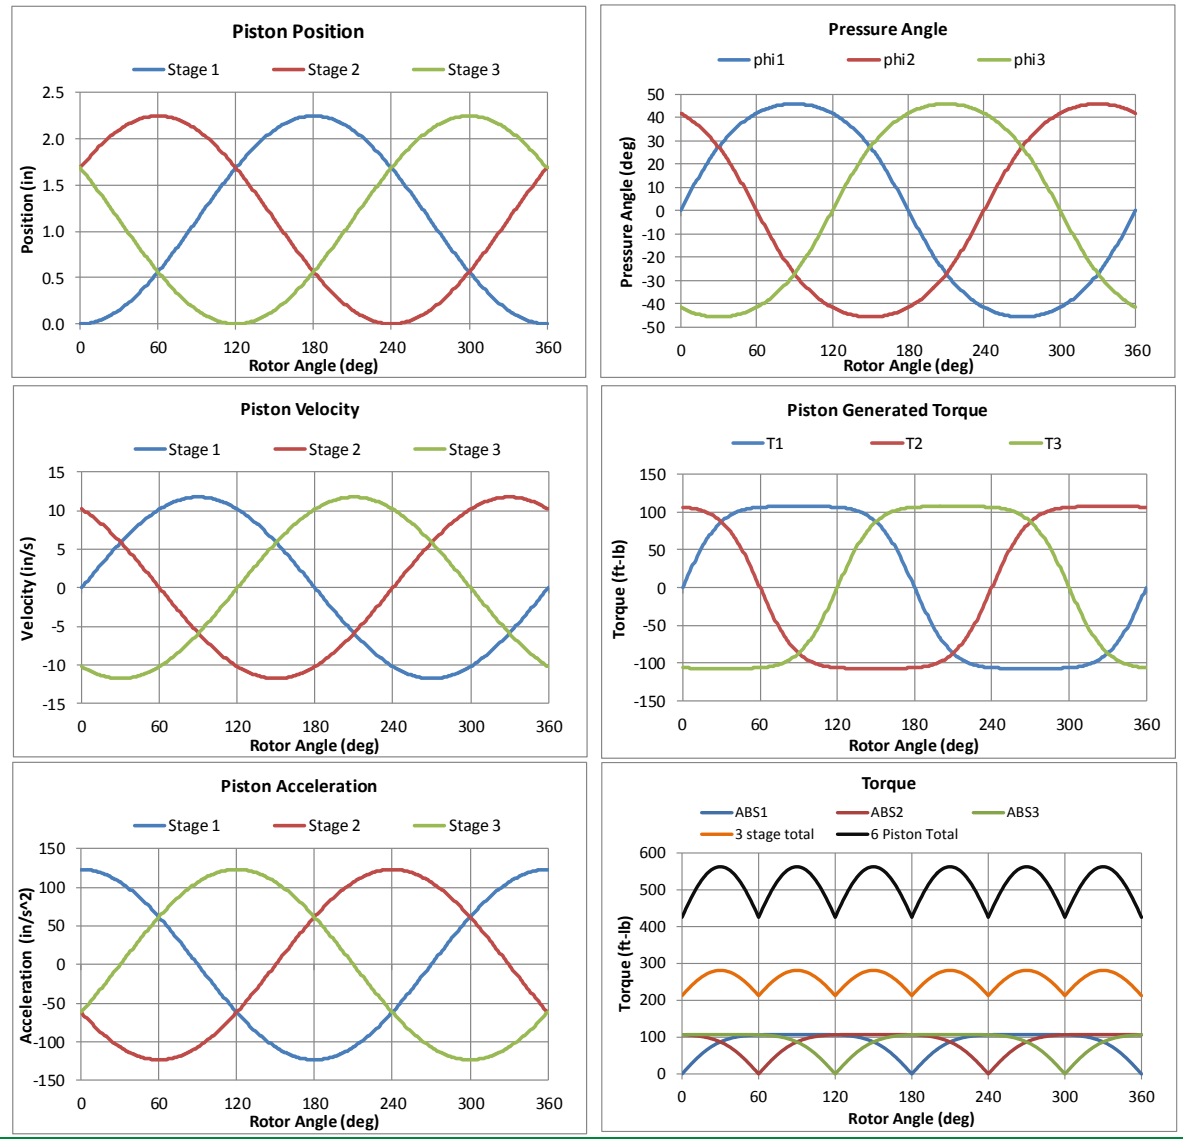 Piston Position
Stage 1 Stage 2 Stage 3
Position (in)
2.5
2.0
1.5
1.0
0.5
0.0
0 60 120 180 240 300 360
Rotor Angle (deg)
Pressure Angle
phi1 phi2 phi3
Pressure Angle (deg)
50
40
30
20
10
0
-10
-20
-30
-40
-50
0 60 120 180 240 300 360
Rotor Angle (deg)
Piston Velocity
Stage 1 Stage 2 Stage 3
Velocity (in/s)
15
10
5
0
-5
-10
-15
0 60 120 180 240 300 360
Rotor Angle (deg)
Piston Generated Torque
T1 T2 T3
Torque (ft-lb)
150
100
50
0
-50
-100
-150
0 60 120 180 240 300 360
Rotor Angle (deg)
Piston Acceleration
Stage 1 Stage 2 Stage 3
Acceleration (in/s^2)
150
100
50
0
-50
-100
-150
0 60 120 180 240 300 360
Rotor Angle (deg)
Torque
ABS1 ABS2 ABS3
3 stage total 6 Piston Total
Torque (ft-lb)
600
500
400
300
200
100
0
0 60 120 180 240 300 360
Rotor Angle (deg)